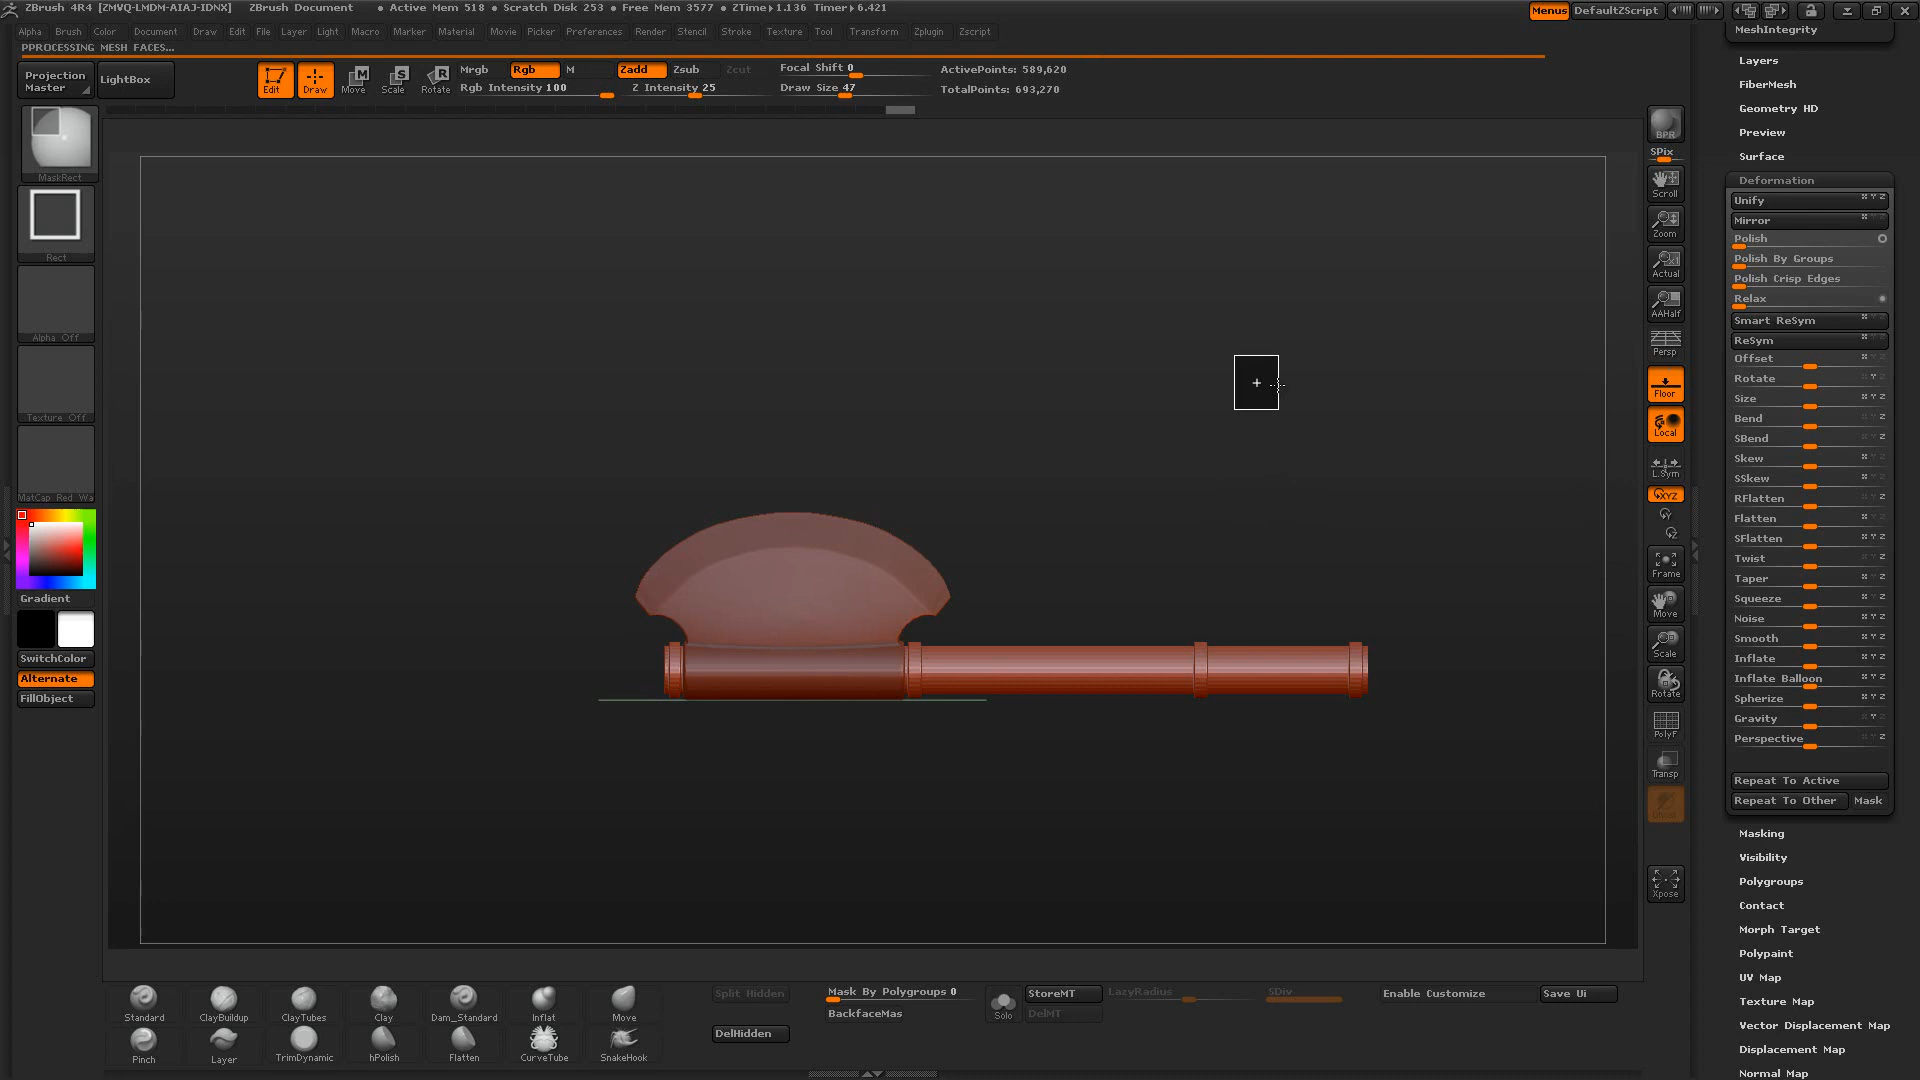 ZBrush 4R4 [ZMVQ-LMDM-AIAJ-IDNX] ZBrush Document • Active Mem 518 • Scratch Disk 253 • Free Mem 3577 • ZTime▸1.136 Timer▸6.421 Menus DefaultZScript
Alpha Brush Color Document Draw Edit File Layer Light Macro Marker Material Movie Picker Preferences Render Stencil Stroke Texture Tool Transform Zplugin Zscript
PPROCESSING MESH FACES...
Projection Master
LightBox
Edit Draw Move Scale Rotate
Mrgb Rgb M Zadd Zsub Zcut
Rgb Intensity 100 Z Intensity 25
Focal Shift 0
Draw Size 47
ActivePoints: 589,620
TotalPoints: 693,270
MaskRect
Rect
Alpha Off
Texture Off
MatCap Red Wa
Gradient
SwitchColor
Alternate
FillObject
BPR
SPix
Scroll
Zoom
Actual
AAHalf
Persp
Floor
Local
L.Sym
XYZ
Y
Z
Frame
Move
Scale
Rotate
PolyF
Transp
Xpose
MeshIntegrity
Layers
FiberMesh
Geometry HD
Preview
Surface
Deformation
Unify X Y Z
Mirror X Y Z
Polish
Polish By Groups
Polish Crisp Edges
Relax
Smart ReSym X Y Z
ReSym X Y Z
Offset X Y Z
Rotate X Y Z
Size X Y Z
Bend X Y Z
SBend X Y Z
Skew X Y Z
SSkew X Y Z
RFlatten X Y Z
Flatten X Y Z
SFlatten X Y Z
Twist X Y Z
Taper X Y Z
Squeeze X Y Z
Noise X Y Z
Smooth X Y Z
Inflate X Y Z
Inflate Balloon X Y Z
Spherize X Y Z
Gravity X Y Z
Perspective X Y Z
Repeat To Active
Repeat To Other Mask
Masking
Visibility
Polygroups
Contact
Morph Target
Polypaint
UV Map
Texture Map
Vector Displacement Map
Displacement Map
Normal Map
Standard ClayBuildup ClayTubes Clay Dam_Standard Inflat Move
Pinch Layer TrimDynamic hPolish Flatten CurveTube SnakeHook
Split Hidden
DelHidden
Mask By Polygroups 0
BackfaceMas
Solo
StoreMT
DelMT
LazyRadius
SDiv
Enable Customize
Save Ui